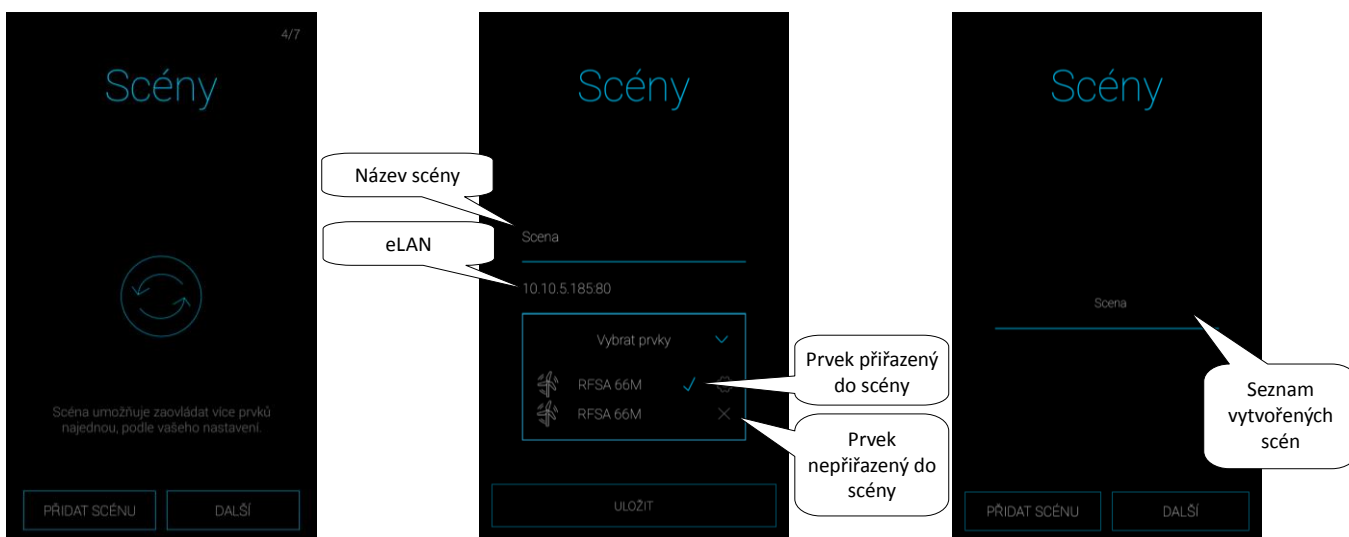 4/7
Scény
Scéna umožňuje zaovládat více prvků
najednou, podle vašeho nastavení.
PŘIDAT SCÉNU
DALŠÍ
Scény
Název scény
Scena
eLAN
10.10.5.185:80
Vybrat prvky
RFSA 66M
RFSA 66M
Prvek přiřazený
do scény
Prvek
nepřiřazený do
scény
ULOŽIT
Scény
Scena
Seznam
vytvořených
scén
PŘIDAT SCÉNU
DALŠÍ